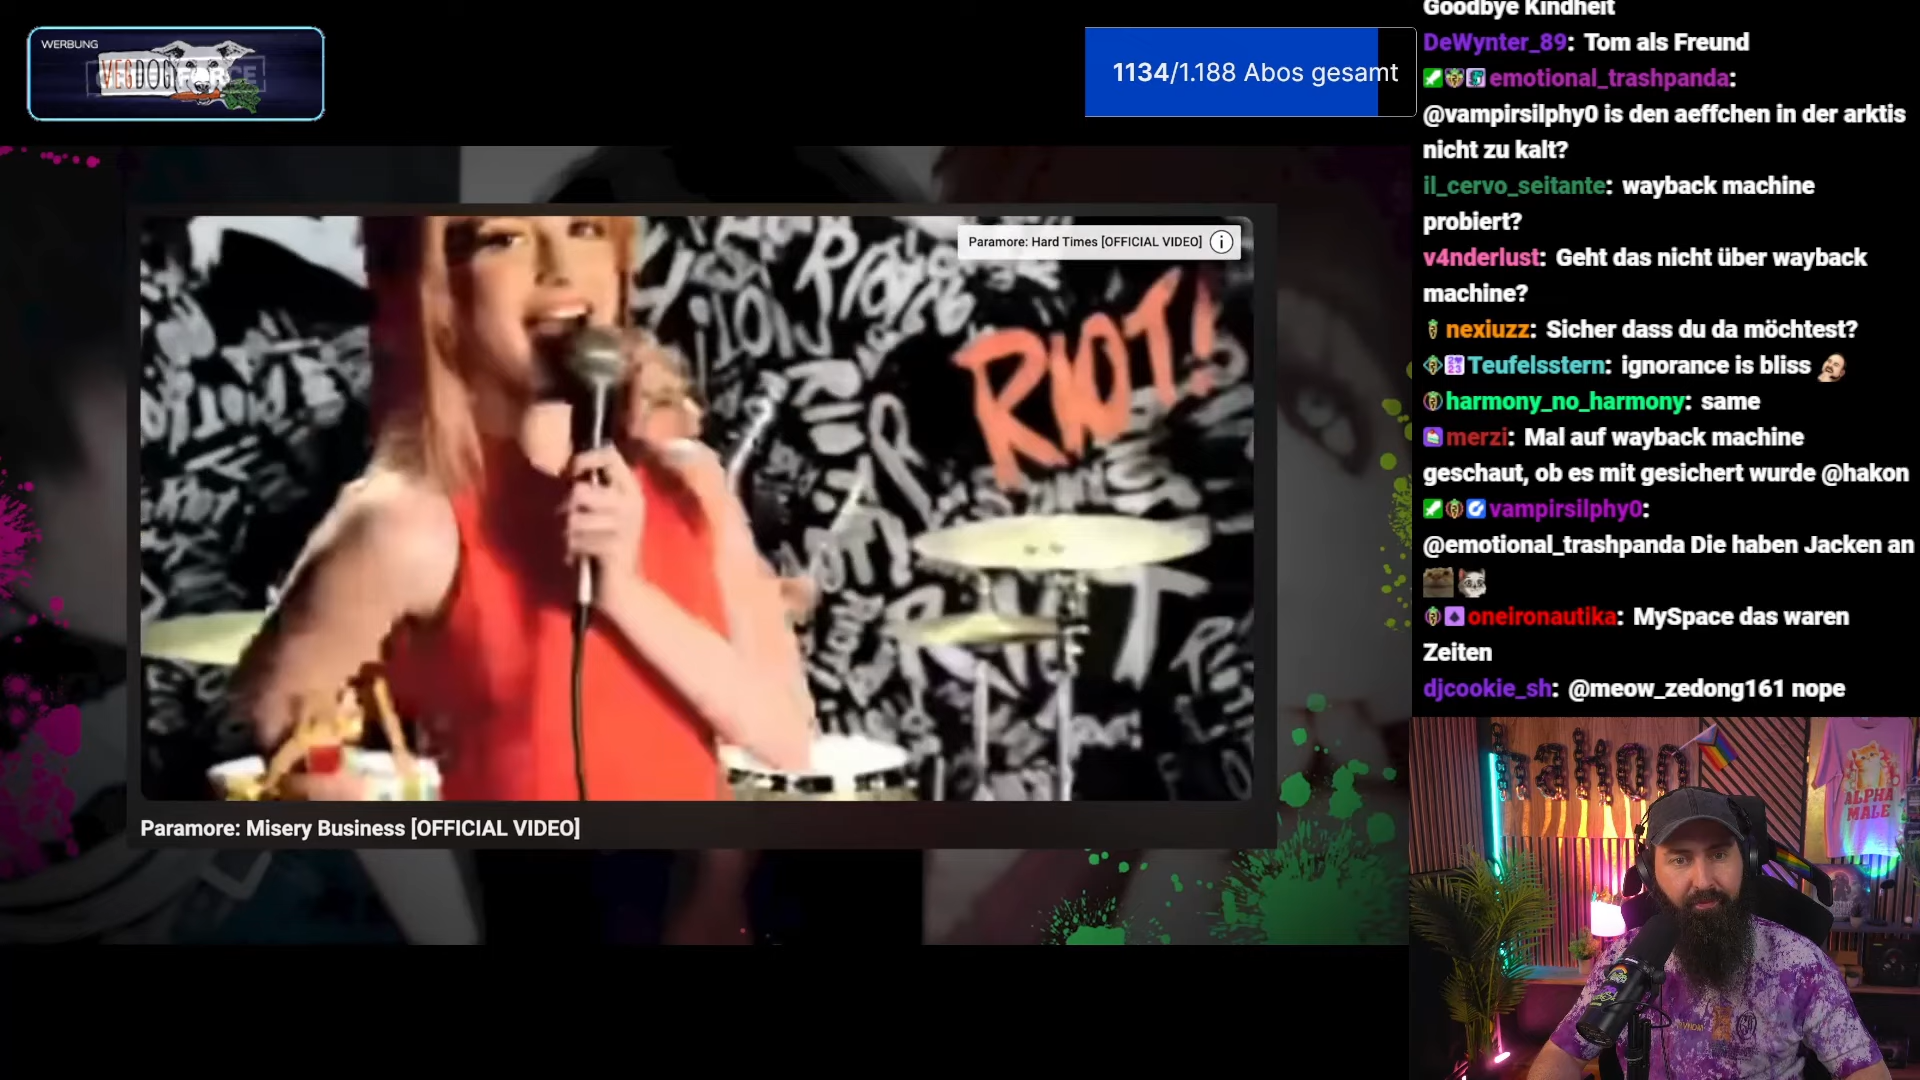 WERBUNG
VEGDOG
1134/1.188 Abos gesamt
Paramore: Hard Times [OFFICIAL VIDEO]
RIOT!
Paramore: Misery Business [OFFICIAL VIDEO]
Goodbye Kindheit
DeWynter_89: Tom als Freund
emotional_trashpanda:
@vampirsilphy0 is den aeffchen in der arktis
nicht zu kalt?
il_cervo_seitante: wayback machine
probiert?
v4nderlust: Geht das nicht über wayback
machine?
nexiuzz: Sicher dass du da möchtest?
Teufelsstern: ignorance is bliss
harmony_no_harmony: same
merzi: Mal auf wayback machine
geschaut, ob es mit gesichert wurde @hakon
vampirsilphy0:
@emotional_trashpanda Die haben Jacken an
oneironautika: MySpace das waren
Zeiten
djcookie_sh: @meow_zedong161 nope
hakon
ALPHA
MALE